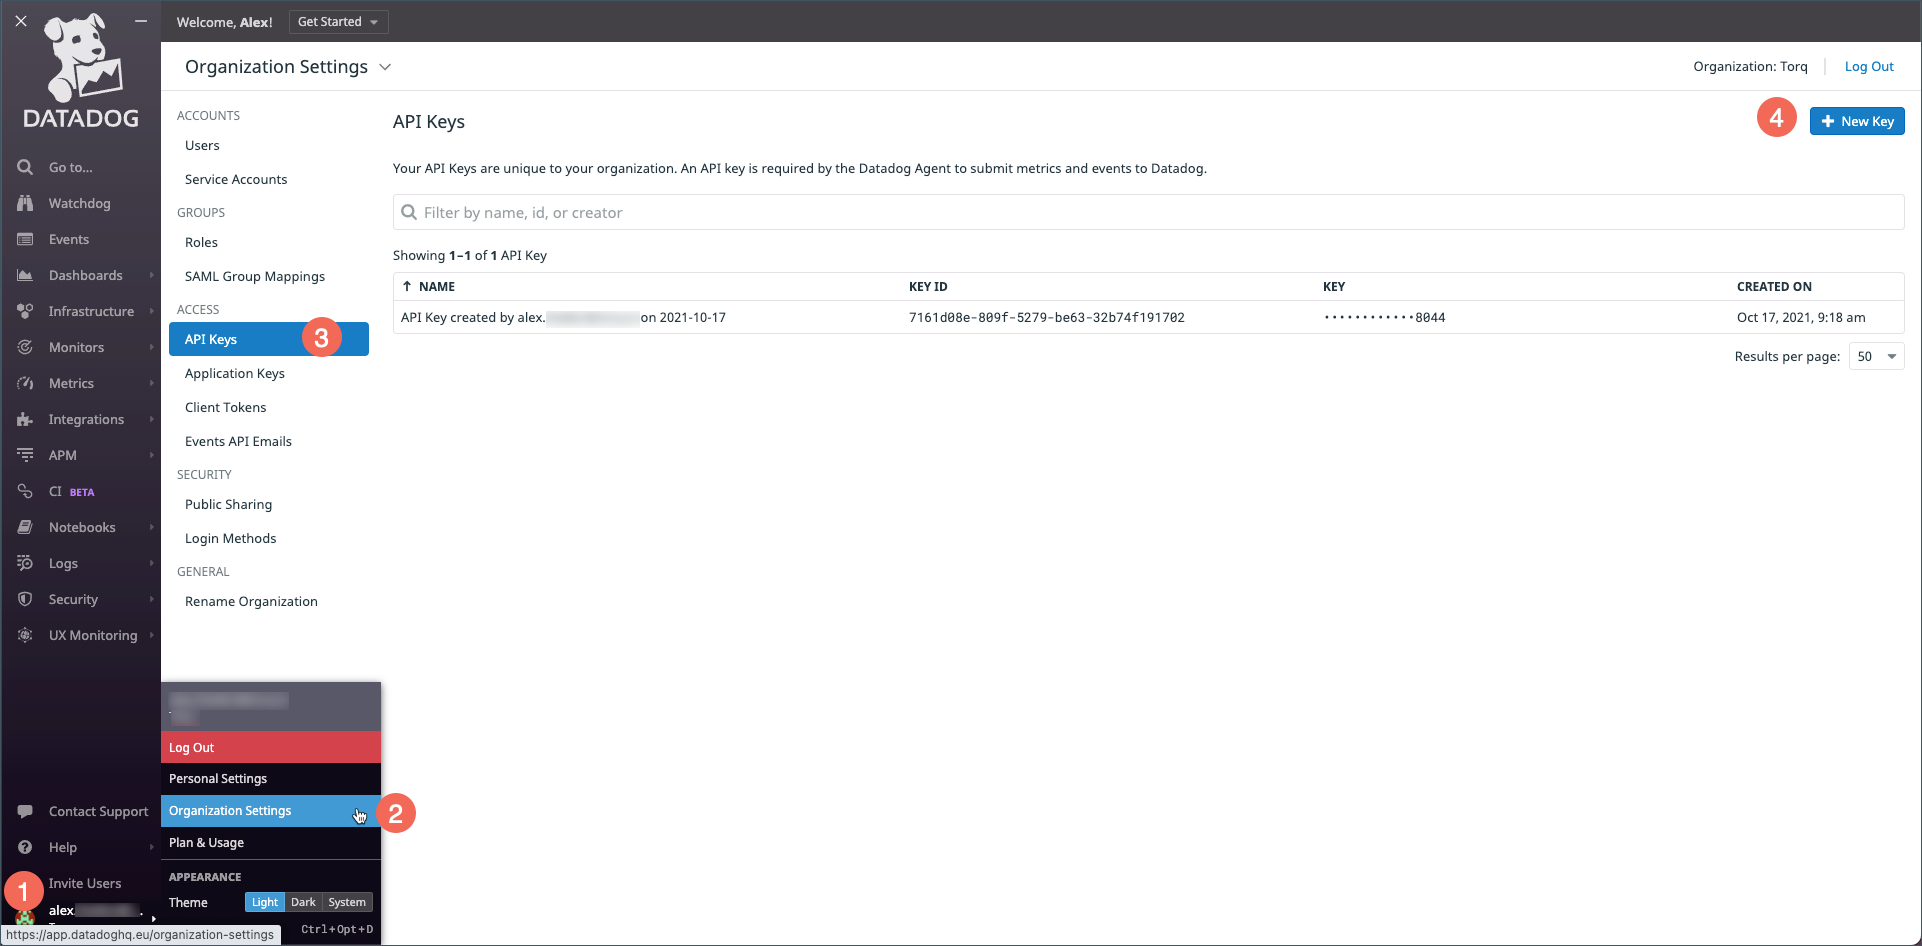 Welcome, Alex!
Get Started
DATADOG
Organization Settings
Organization: Torq
Log Out
Go to...
Watchdog
Events
Dashboards
Infrastructure
Monitors
Metrics
Integrations
APM
CI BETA
Notebooks
Logs
Security
UX Monitoring
Contact Support
Help
Invite Users
1
alex.
https://app.datadoghq.eu/organization-settings
ACCOUNTS
Users
Service Accounts
GROUPS
Roles
SAML Group Mappings
ACCESS
API Keys
3
Application Keys
Client Tokens
Events API Emails
SECURITY
Public Sharing
Login Methods
GENERAL
Rename Organization
Log Out
Personal Settings
Organization Settings
2
Plan & Usage
APPEARANCE
Theme Light Dark System
Ctrl+Opt+D
API Keys
4
+ New Key
Your API Keys are unique to your organization. An API key is required by the Datadog Agent to submit metrics and events to Datadog.
Filter by name, id, or creator
Showing 1–1 of 1 API Key
↑ NAME KEY ID KEY CREATED ON
API Key created by alex. on 2021-10-17 7161d08e-809f-5279-be63-32b74f191702 ············8044 Oct 17, 2021, 9:18 am
Results per page: 50